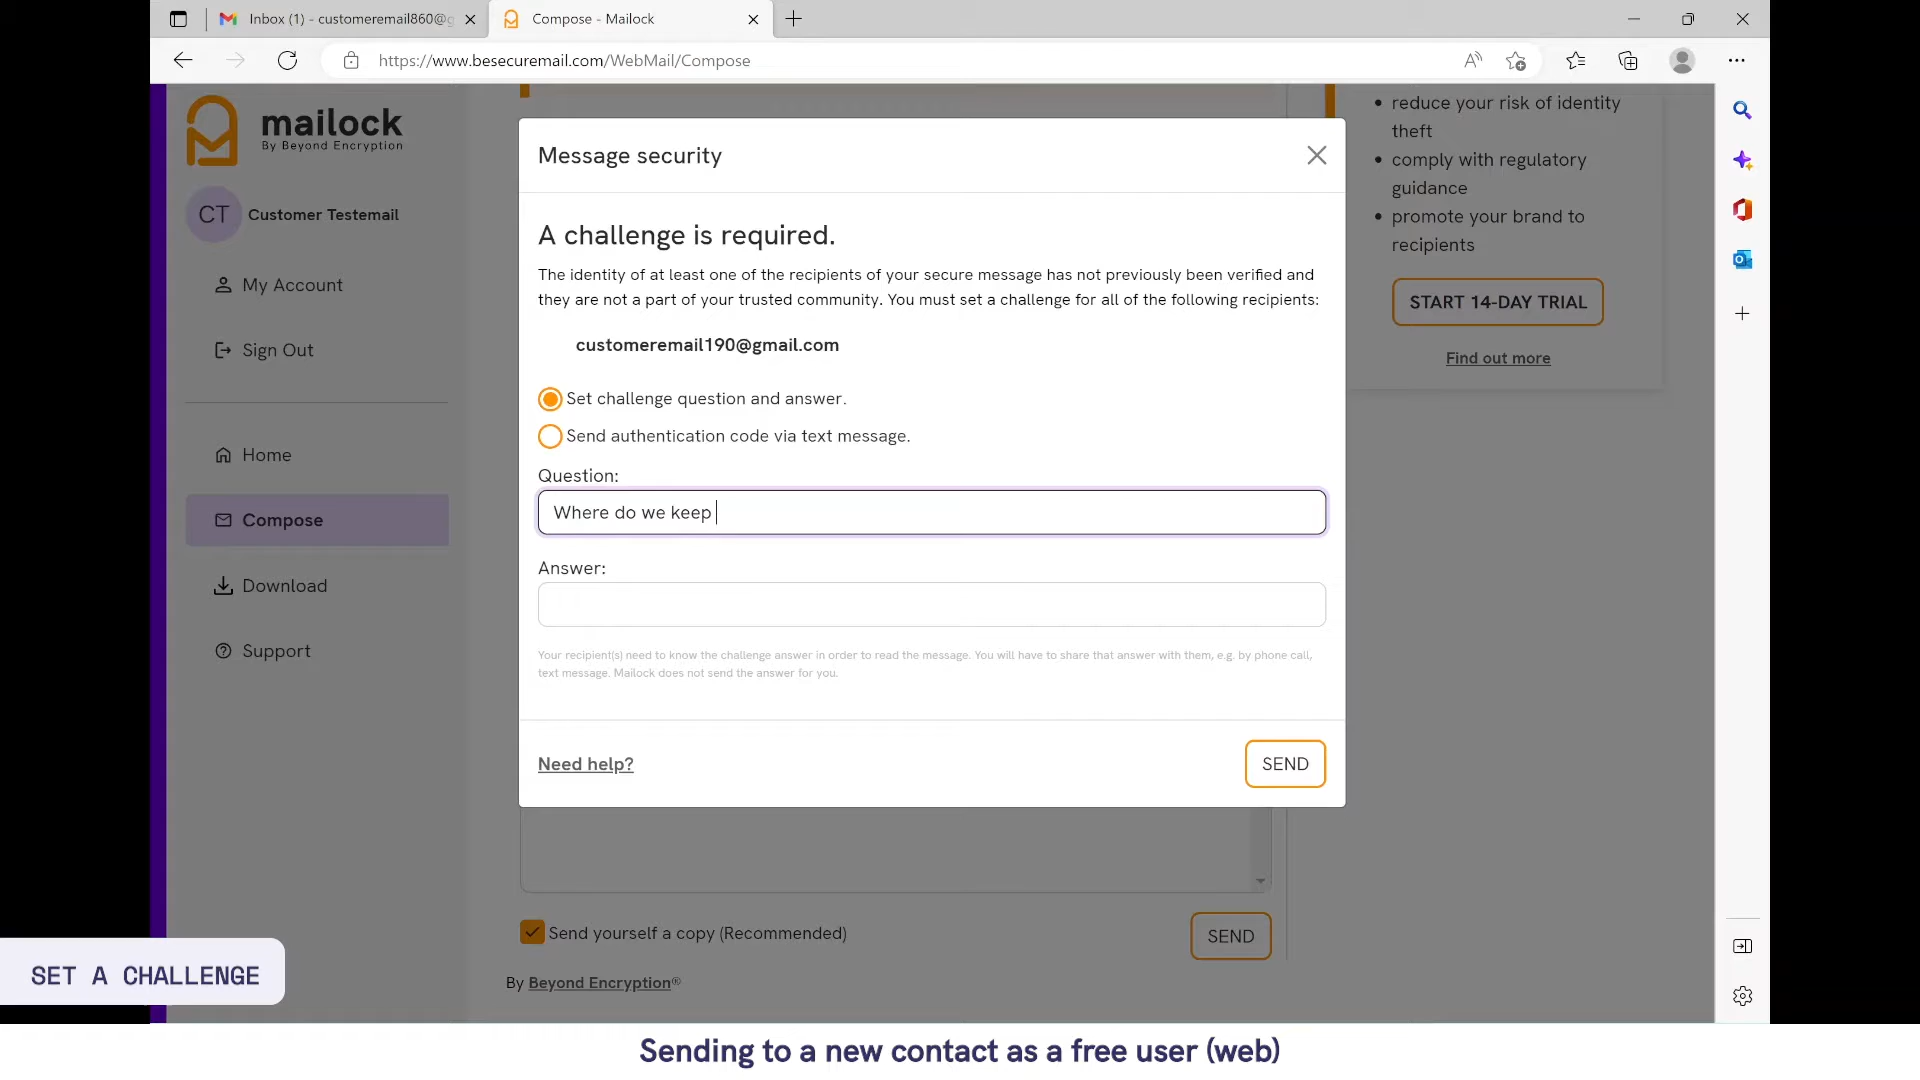 Inbox (1) - customeremail860@g
Compose - Mailock
https://www.besecuremail.com/WebMail/Compose
mailock
By Beyond Encryption
CT
Customer Testemail
My Account
Sign Out
Home
Compose
Download
Support
Message security
A challenge is required.
The identity of at least one of the recipients of your secure message has not previously been verified and
they are not a part of your trusted community. You must set a challenge for all of the following recipients:
customeremail190@gmail.com
Set challenge question and answer.
Send authentication code via text message.
Question:
Where do we keep
Answer:
Your recipient(s) need to know the challenge answer in order to read the message. You will have to share that answer with them, e.g. by phone call,
text message. Mailock does not send the answer for you.
Need help?
SEND
reduce your risk of identity
theft
comply with regulatory
guidance
promote your brand to
recipients
START 14-DAY TRIAL
Find out more
Send yourself a copy (Recommended)
SEND
By Beyond Encryption®
SET A CHALLENGE
Sending to a new contact as a free user (web)